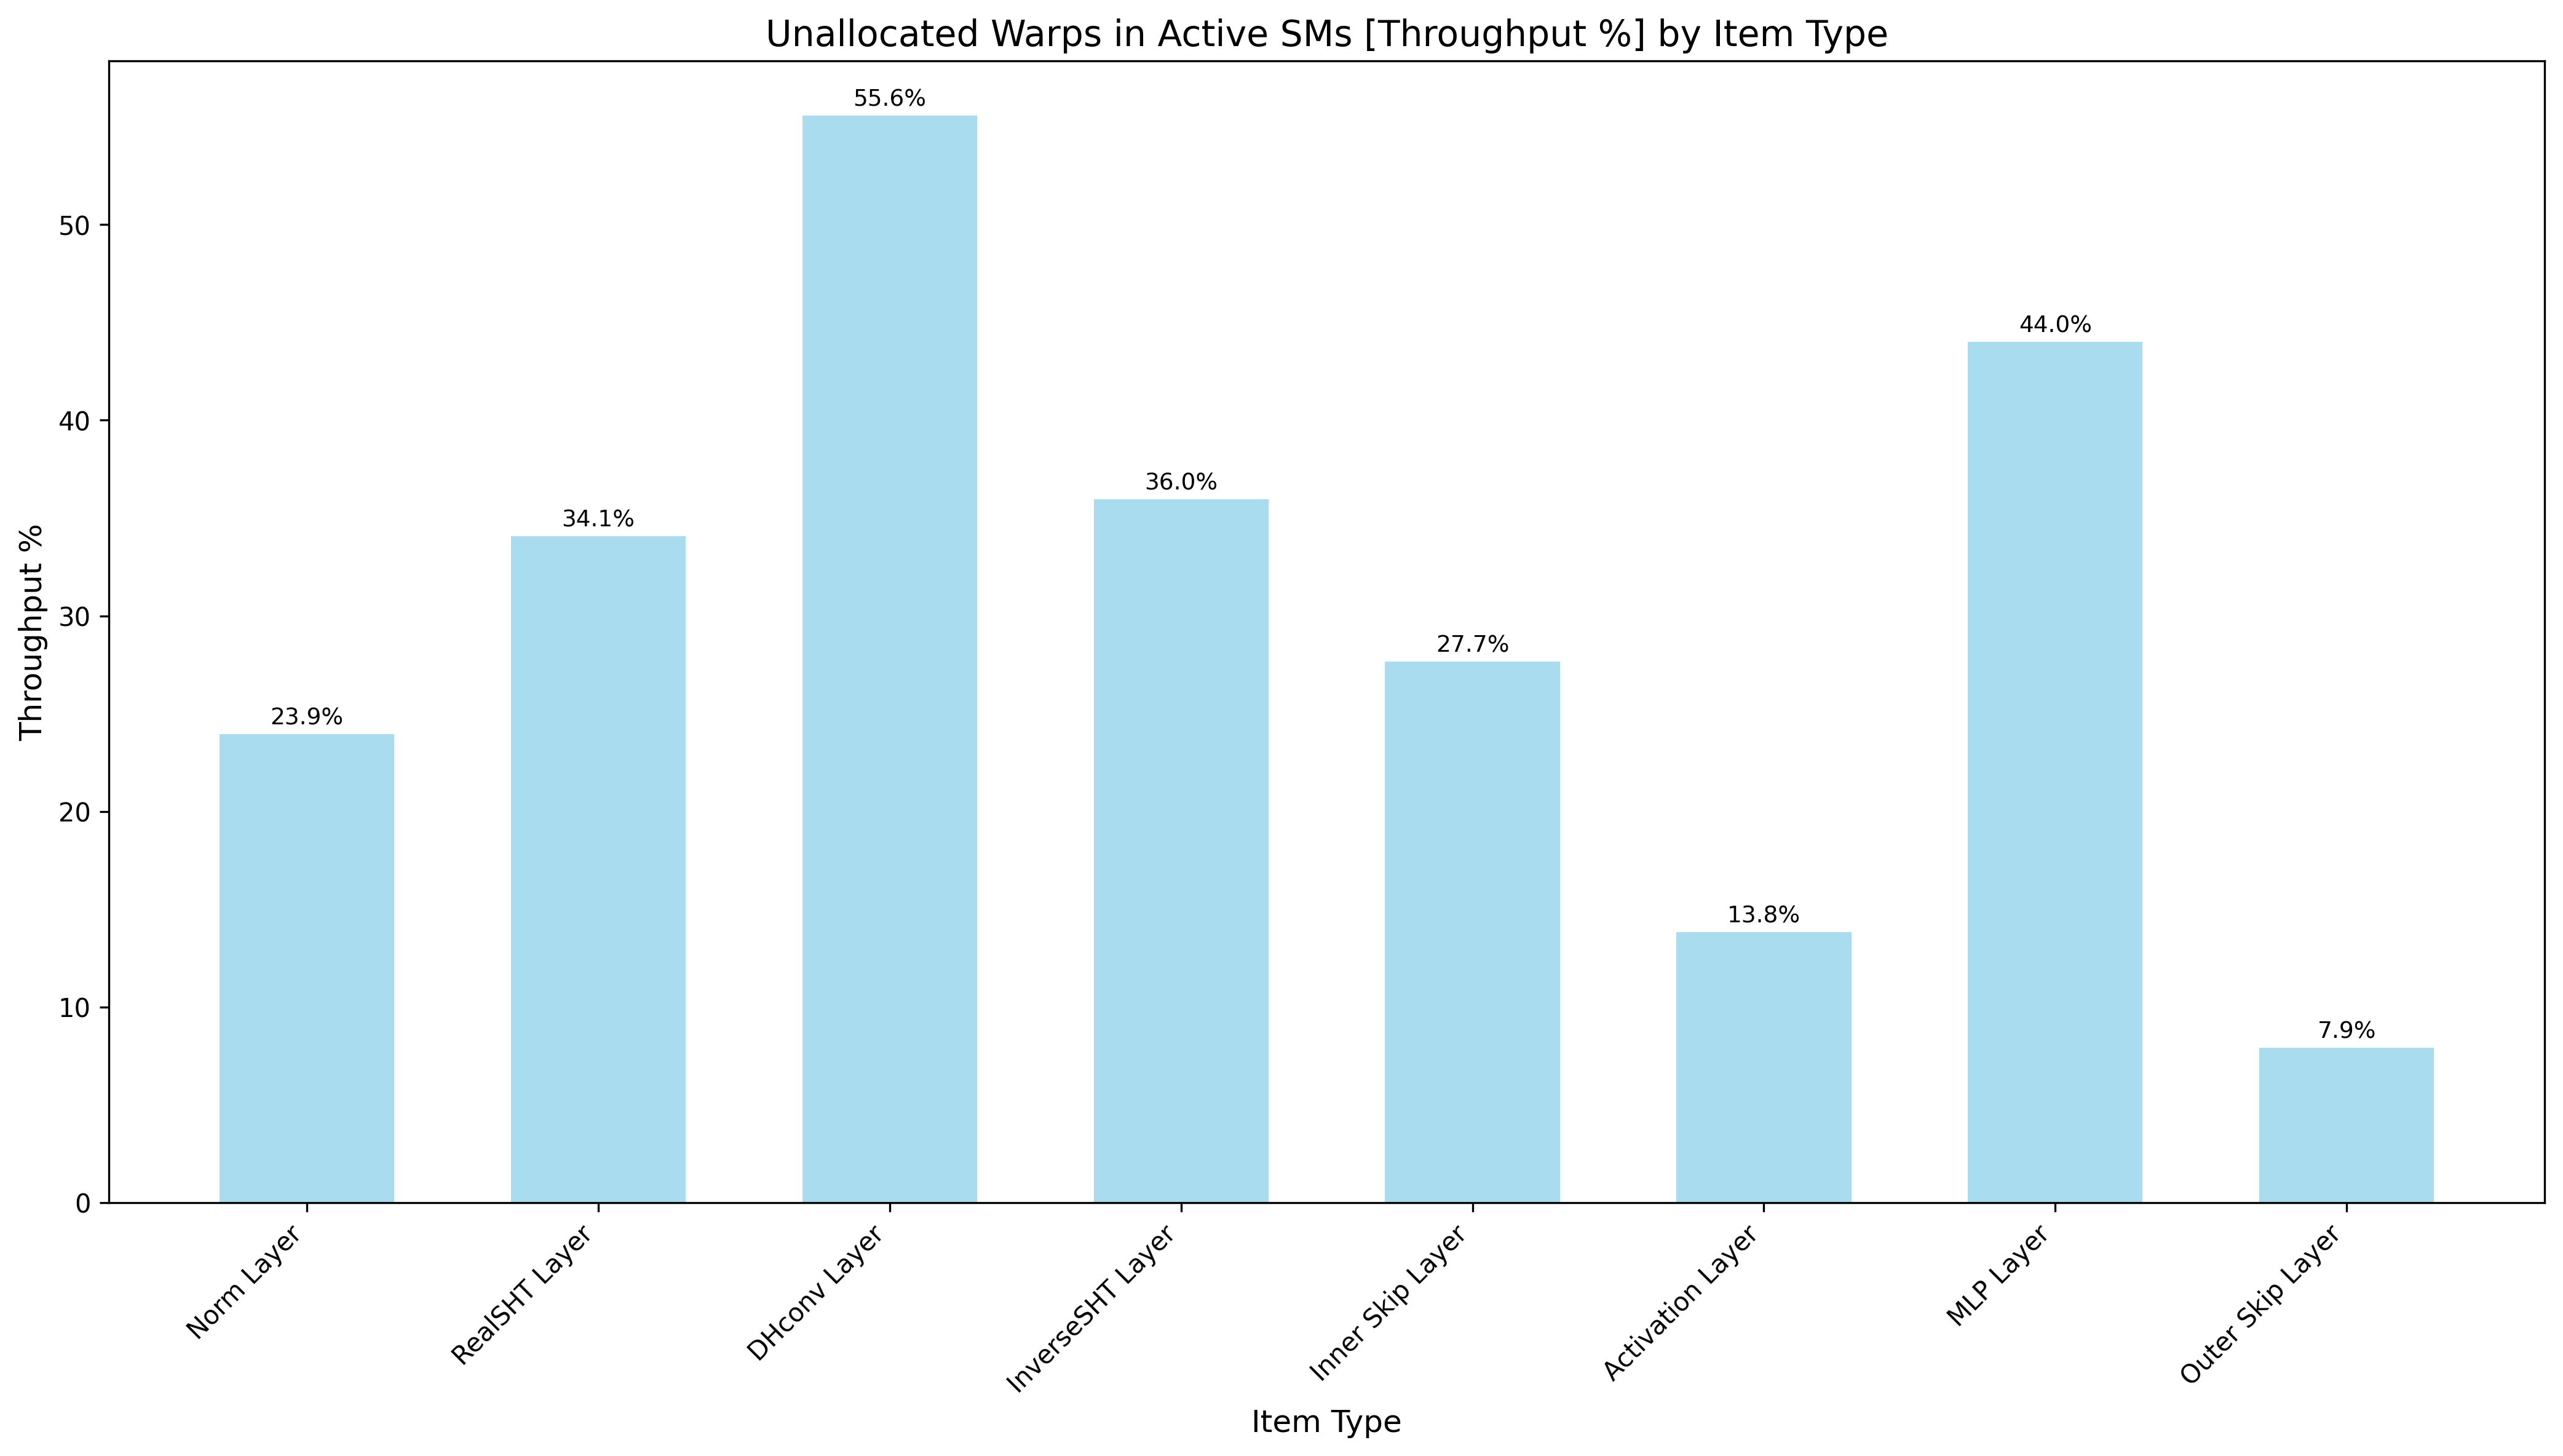 Unallocated Warps in Active SMs [Throughput %] by Item Type
Throughput %
50
40
30
20
10
0
23.9%
34.1%
55.6%
36.0%
27.7%
13.8%
44.0%
7.9%
Norm Layer
RealSHT Layer
DHconv Layer
InverseSHT Layer
Inner Skip Layer
Activation Layer
MLP Layer
Outer Skip Layer
Item Type